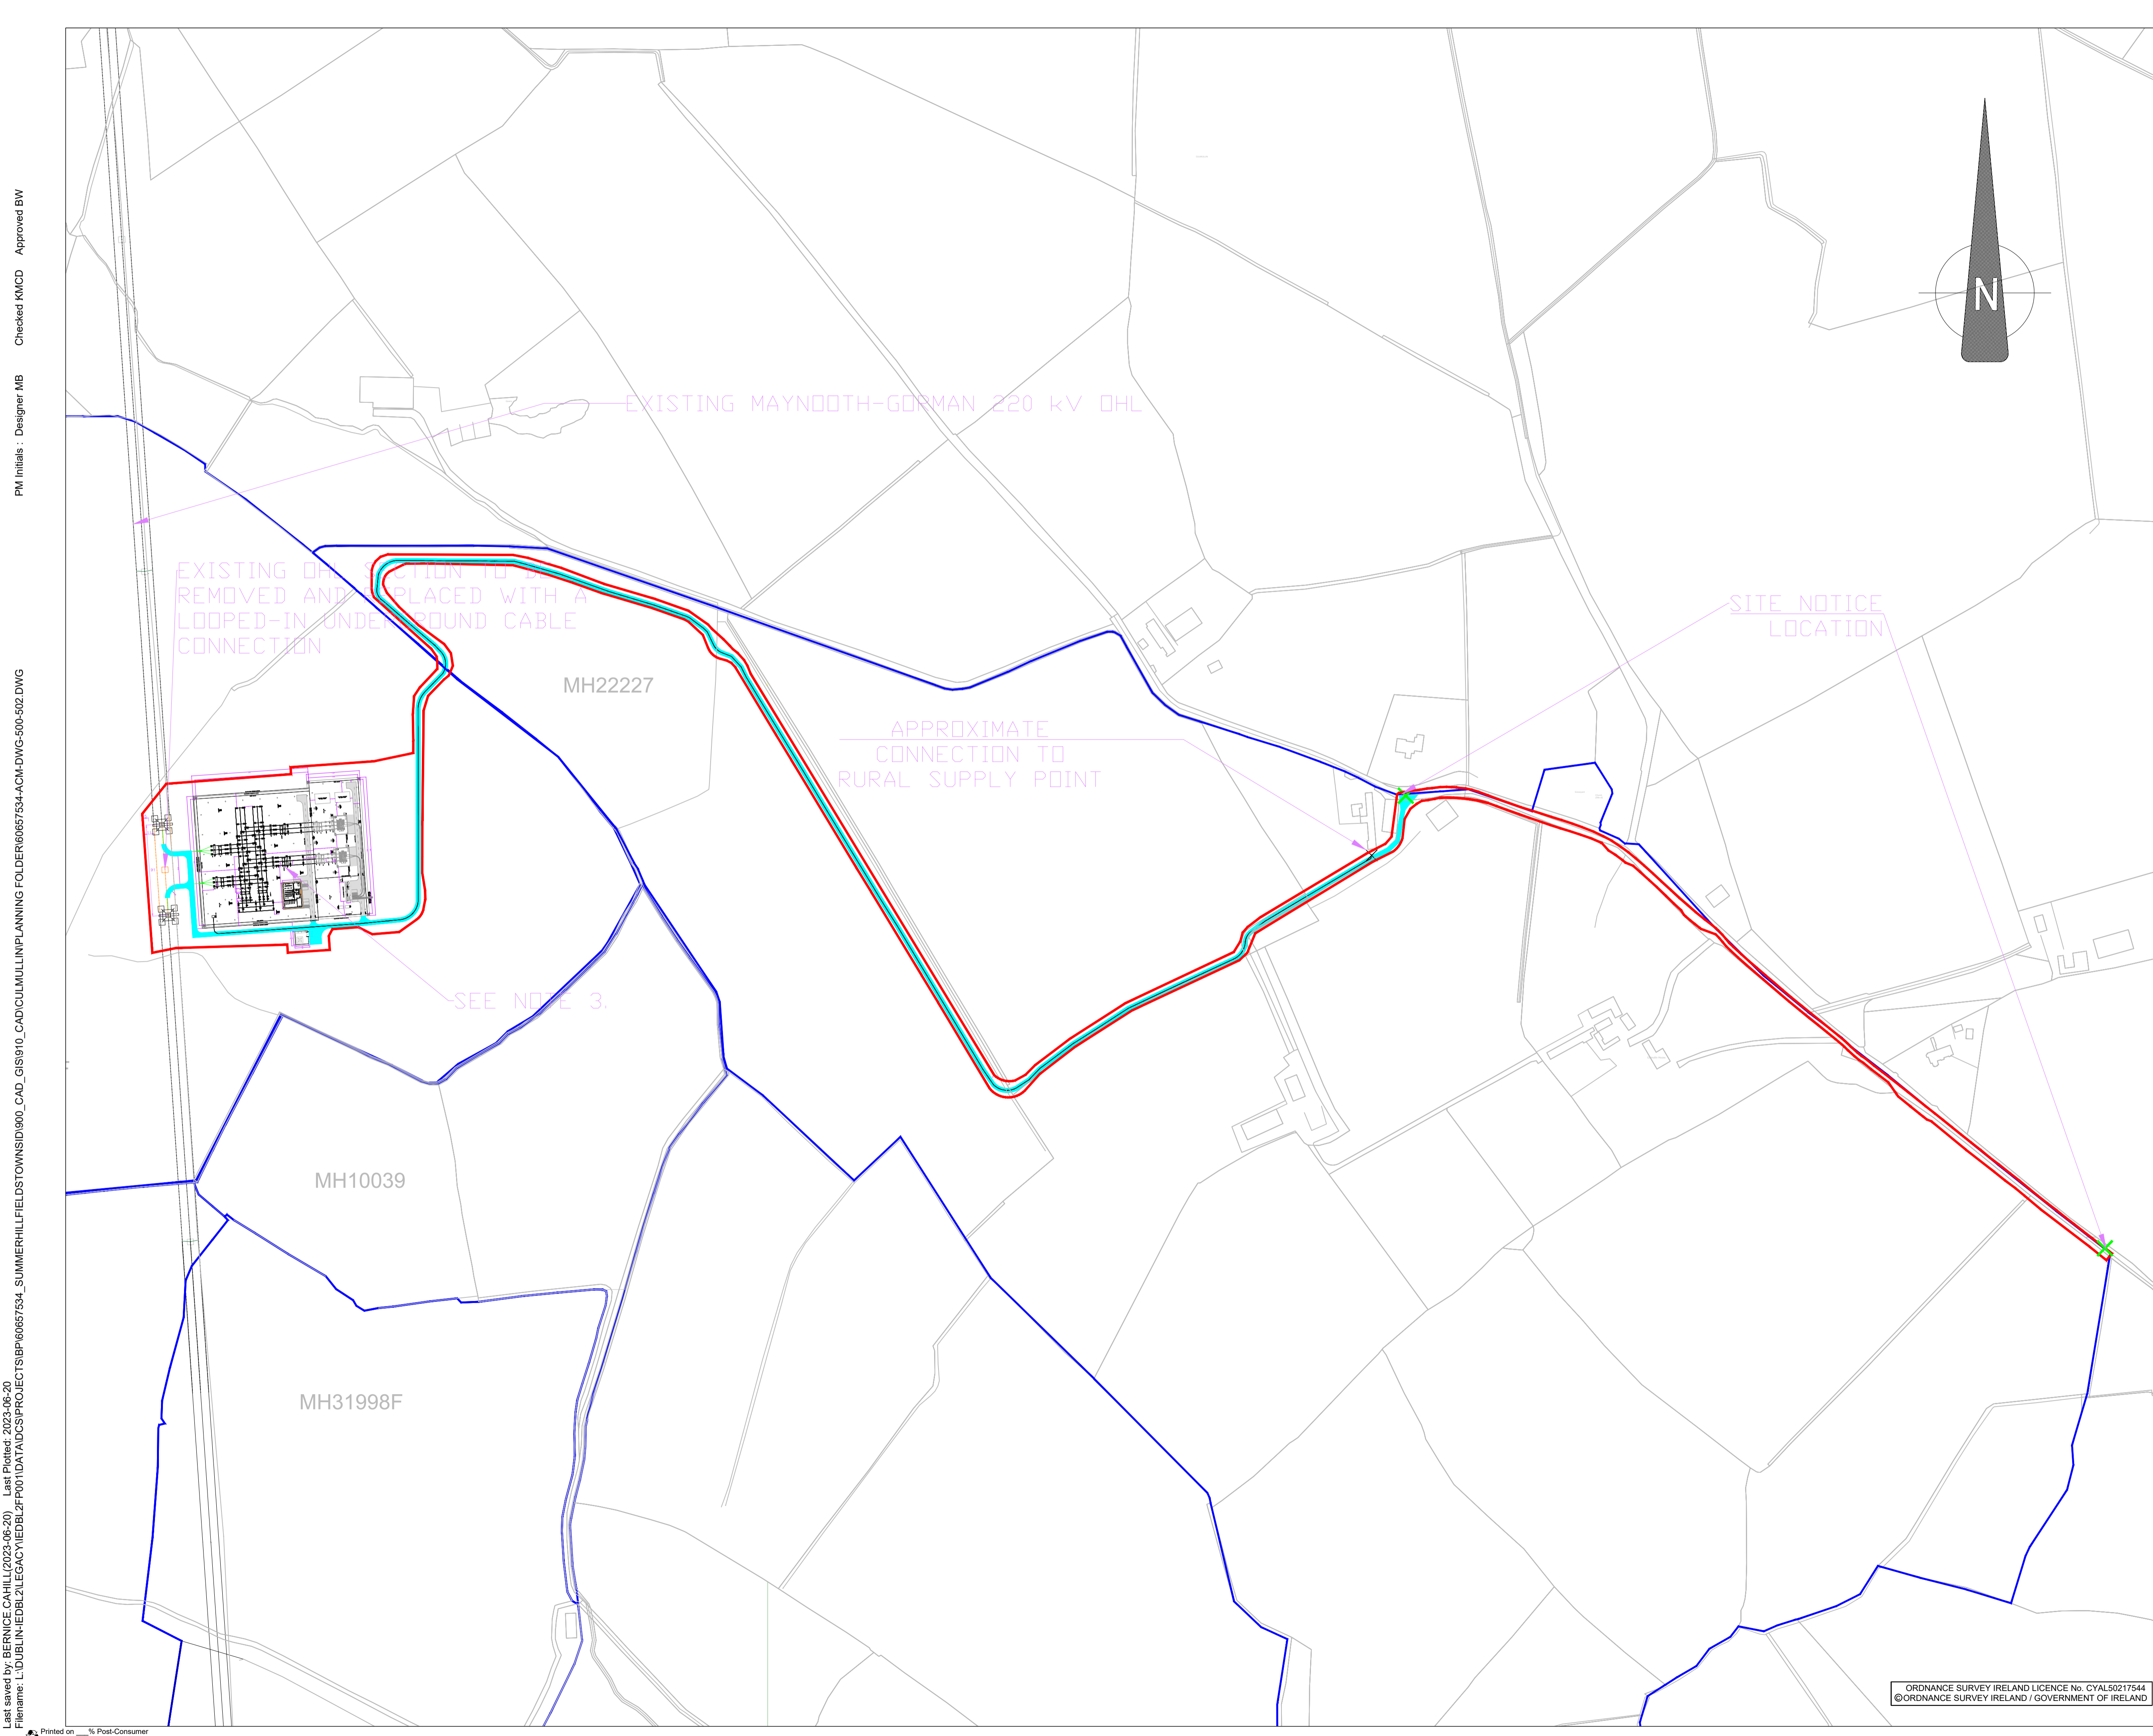 EXISTING MAYNOOTH-GORMAN 220 kV OHL
EXISTING OHL SECTION TO BE
REMOVED AND REPLACED WITH A
LOOPED-IN UNDERGROUND CABLE
CONNECTION
SITE NOTICE
LOCATION
MH22227
APPROXIMATE
CONNECTION TO
RURAL SUPPLY POINT
SEE NOTE 3.
MH10039
MH31998F
N
ORDNANCE SURVEY IRELAND LICENCE No. CYAL50217544
©ORDNANCE SURVEY IRELAND / GOVERNMENT OF IRELAND
PM Initials : Designer MB Checked KMCD Approved BW
Last saved by: BERNICE.CAHILL(2023-06-20) Last Plotted: 2023-06-20
Filename: L:\DUBLIN-IEDBL2\LEGACY\IEDBL2FP001\DATA\DCS\PROJECTS\BP\60657534_SUMMERHILLFIELDSTOWNSID\900_CAD_GIS\910_CAD\CULMULLIN\PLANNING FOLDER\60657534-ACM-DWG-500-502.DWG
Printed on ___% Post-Consumer